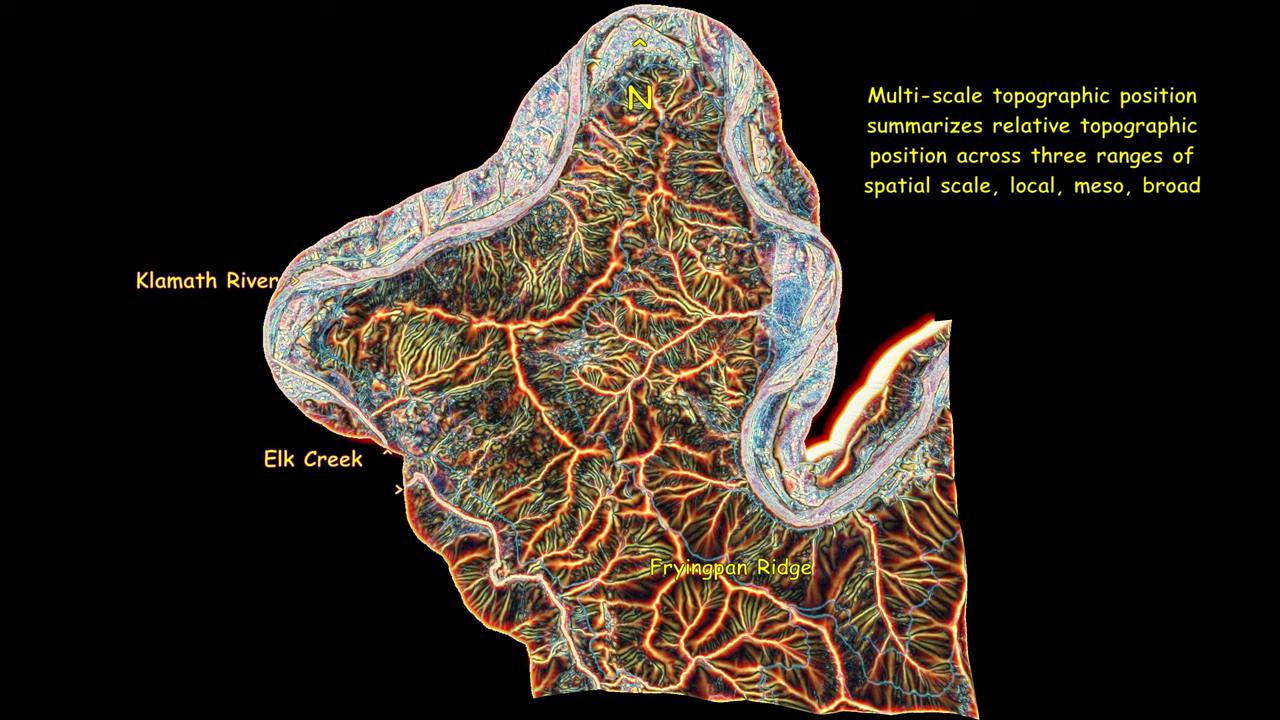 ^
N
Multi-scale topographic position
summarizes relative topographic
position across three ranges of
spatial scale, local, meso, broad
Klamath River >
Elk Creek ^
>
Fryingpan Ridge